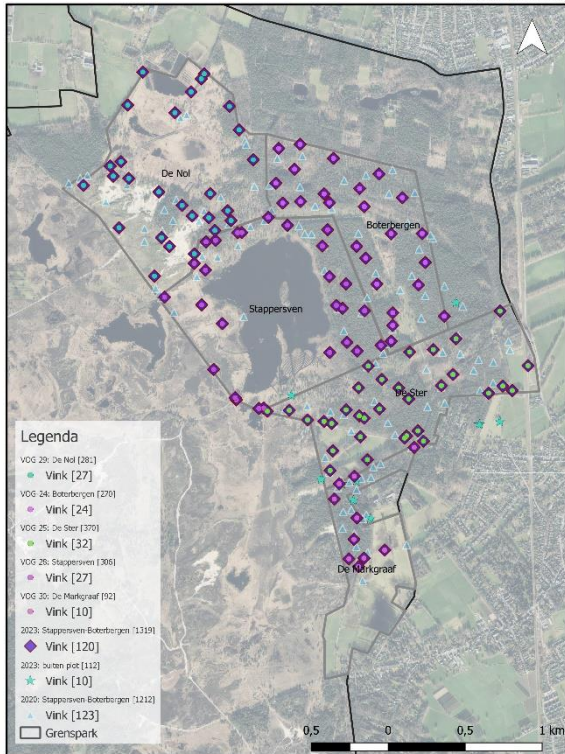 De Nol
Boterbergen
Stappersven
De Ster
De Markgraaf
Legenda
VOG 29: De Nol [281]
Vink [27]
VOG 24: Boterbergen [270]
Vink [24]
VOG 25: De Ster [370]
Vink [32]
VOG 28: Stappersven [306]
Vink [27]
VOG 30: De Markgraaf [92]
Vink [10]
2023: Stappersven-Boterbergen [1319]
Vink [120]
2023: buiten plot [112]
Vink [10]
2020: Stappersven-Boterbergen [1212]
Vink [123]
Grenspark
0,5 0 0,5 1 km